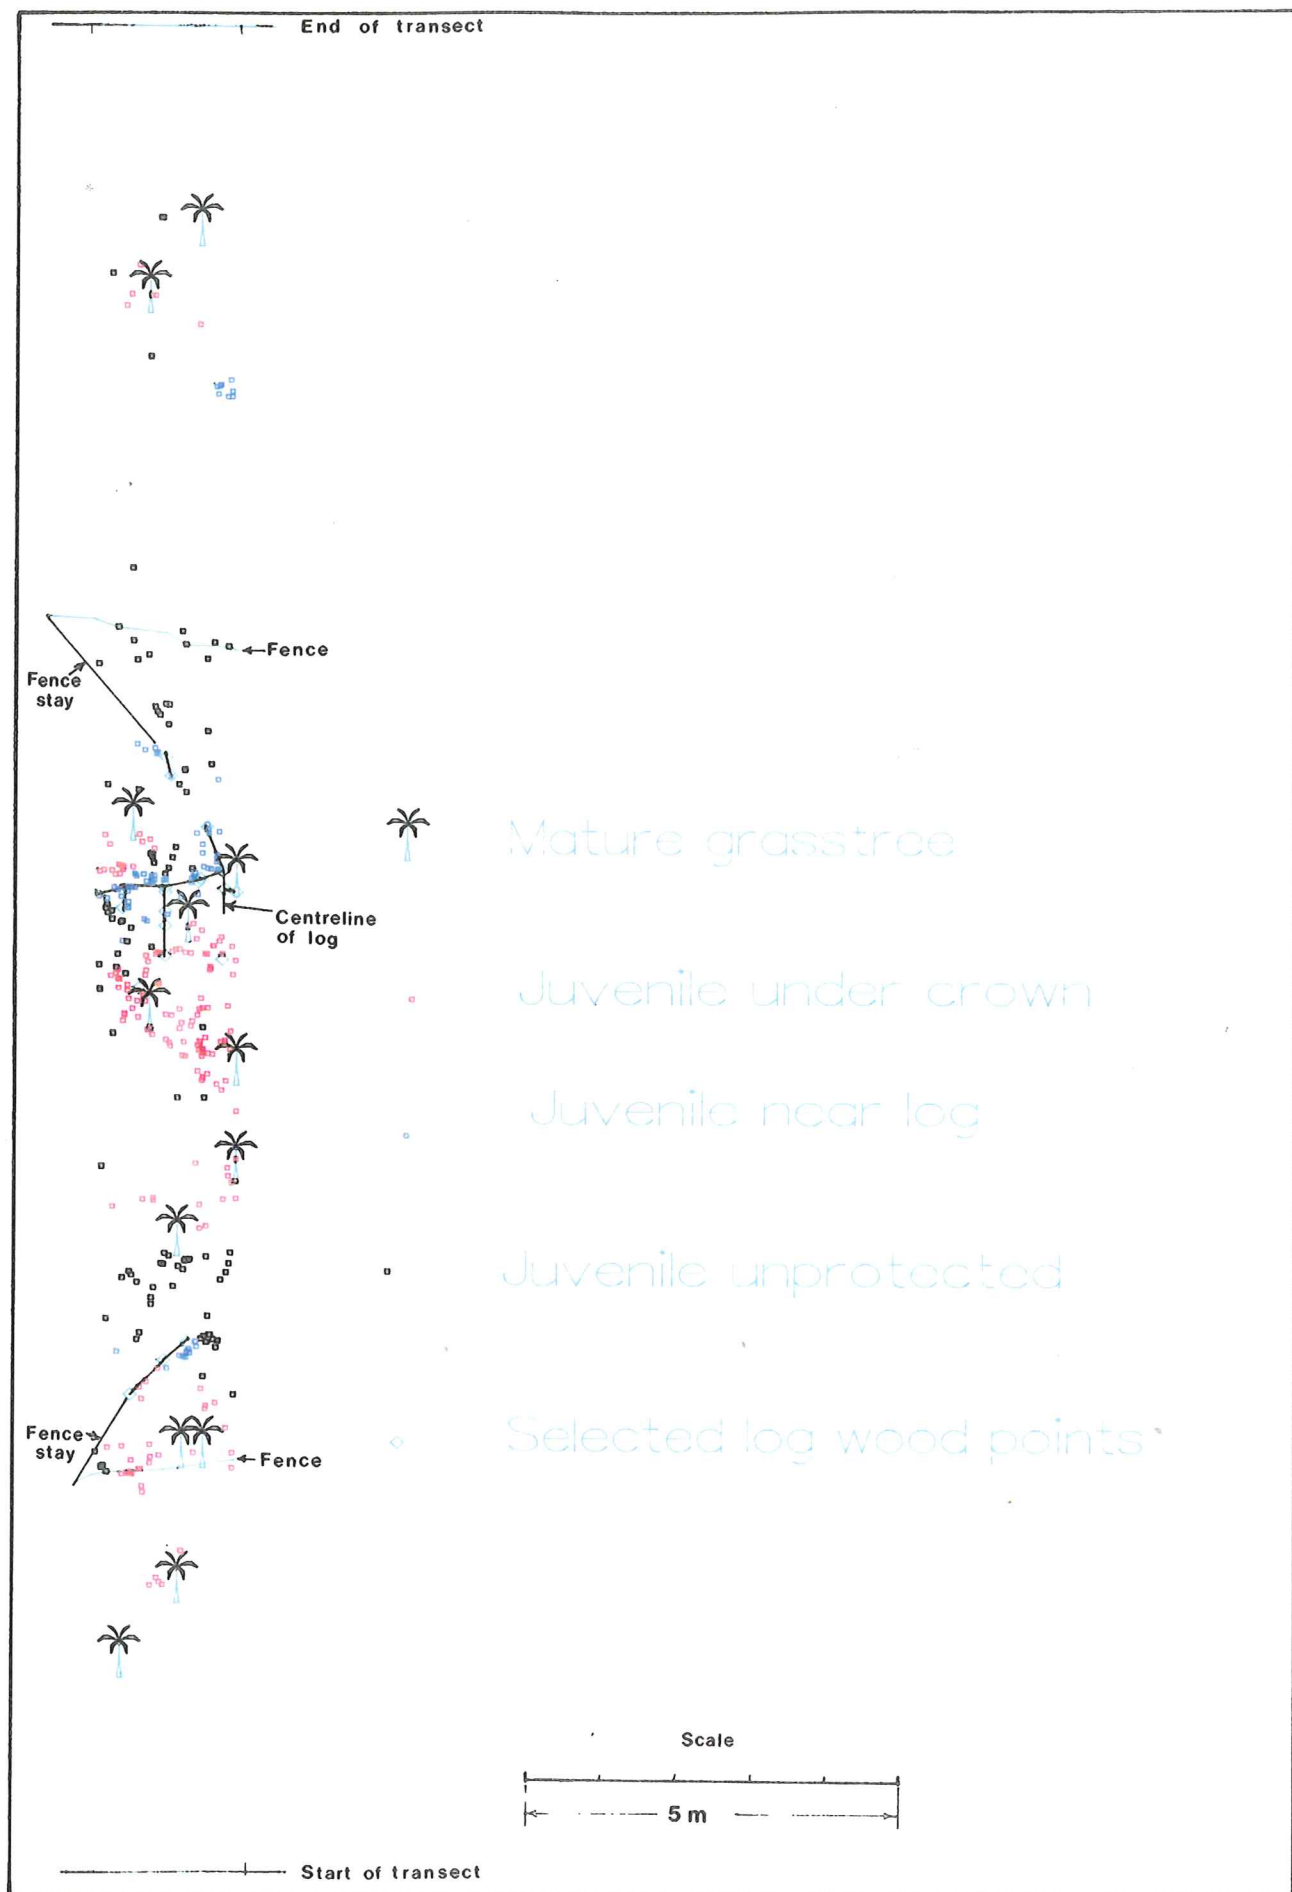 End of transect
Fence
Fence
stay
Mature grasstree
Centreline
of log
Juvenile under crown
Juvenile near log
Juvenile unprotected
Fence
stay
Selected log wood points
Fence
Scale
5 m
Start of transect